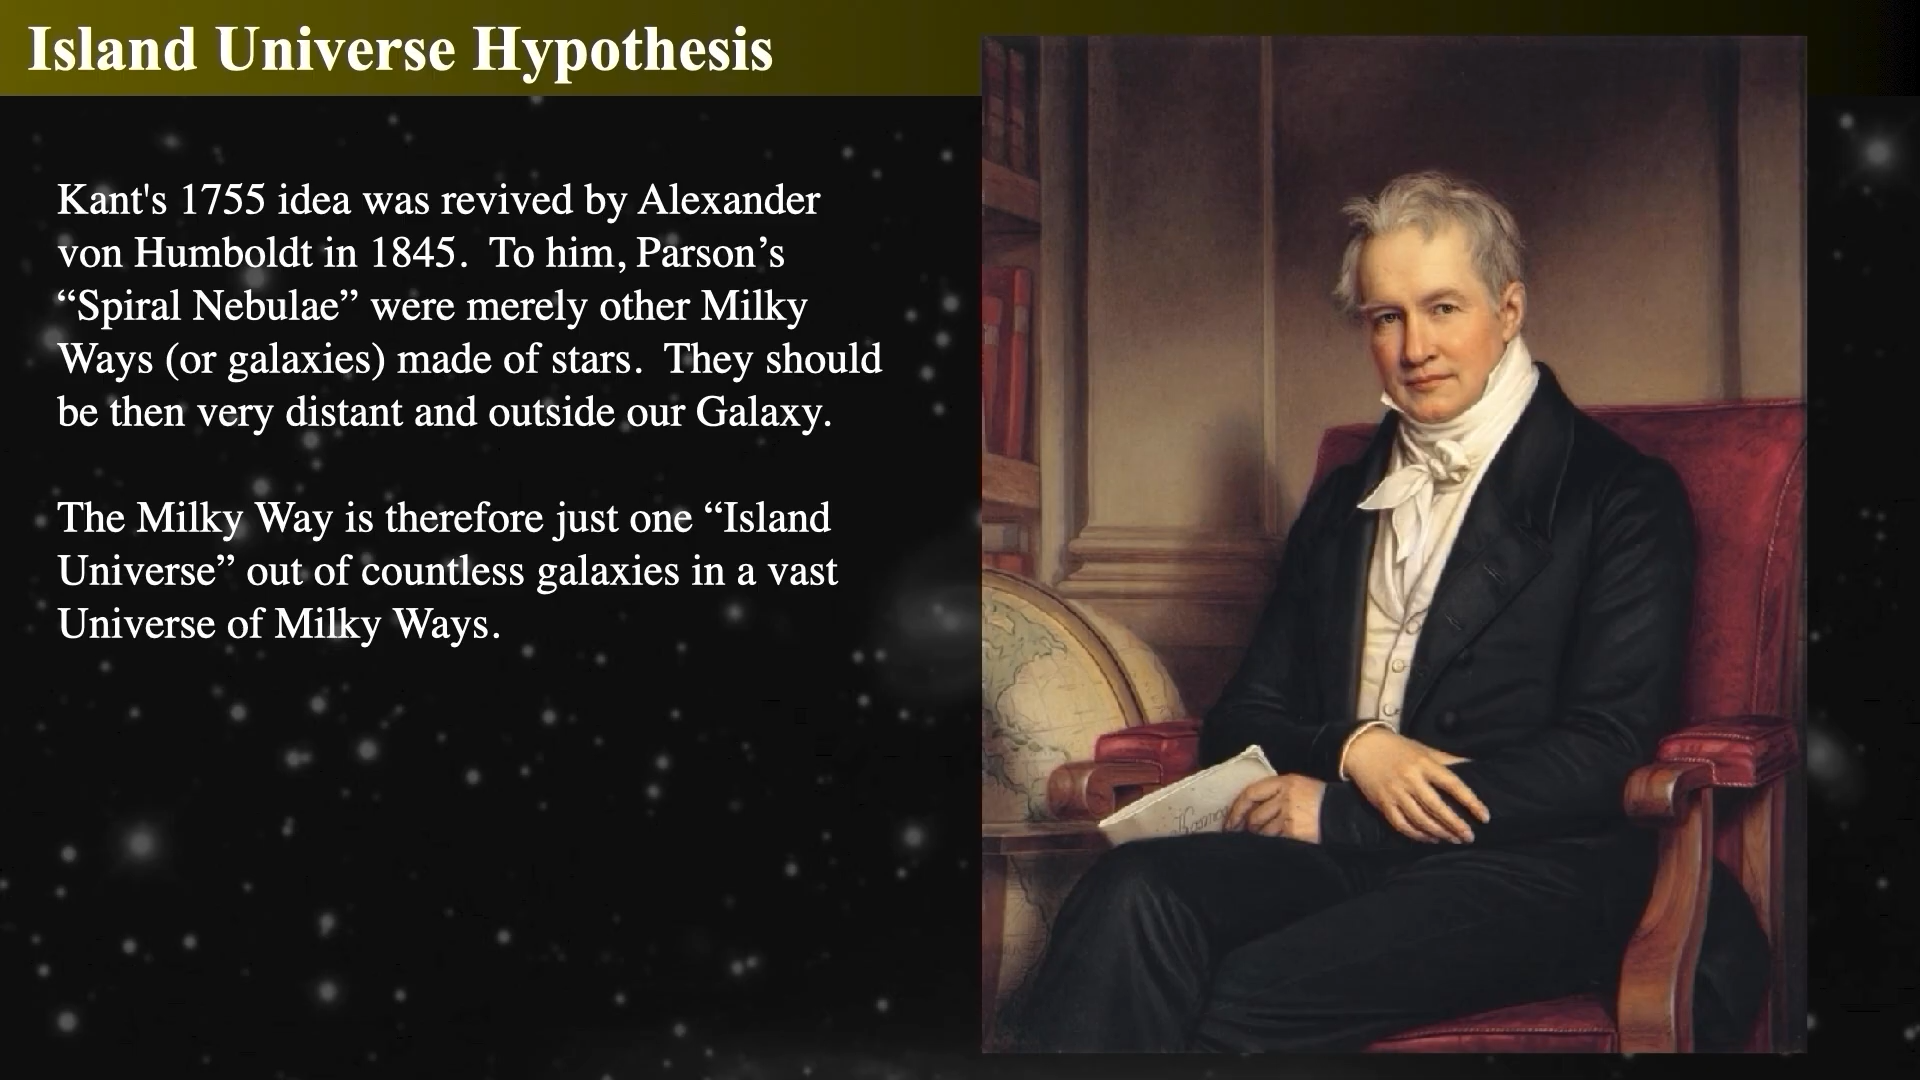 Island Universe Hypothesis
Kant's 1755 idea was revived by Alexander
von Humboldt in 1845.  To him, Parson’s
“Spiral Nebulae” were merely other Milky
Ways (or galaxies) made of stars.  They should
be then very distant and outside our Galaxy.
The Milky Way is therefore just one “Island
Universe” out of countless galaxies in a vast
Universe of Milky Ways.